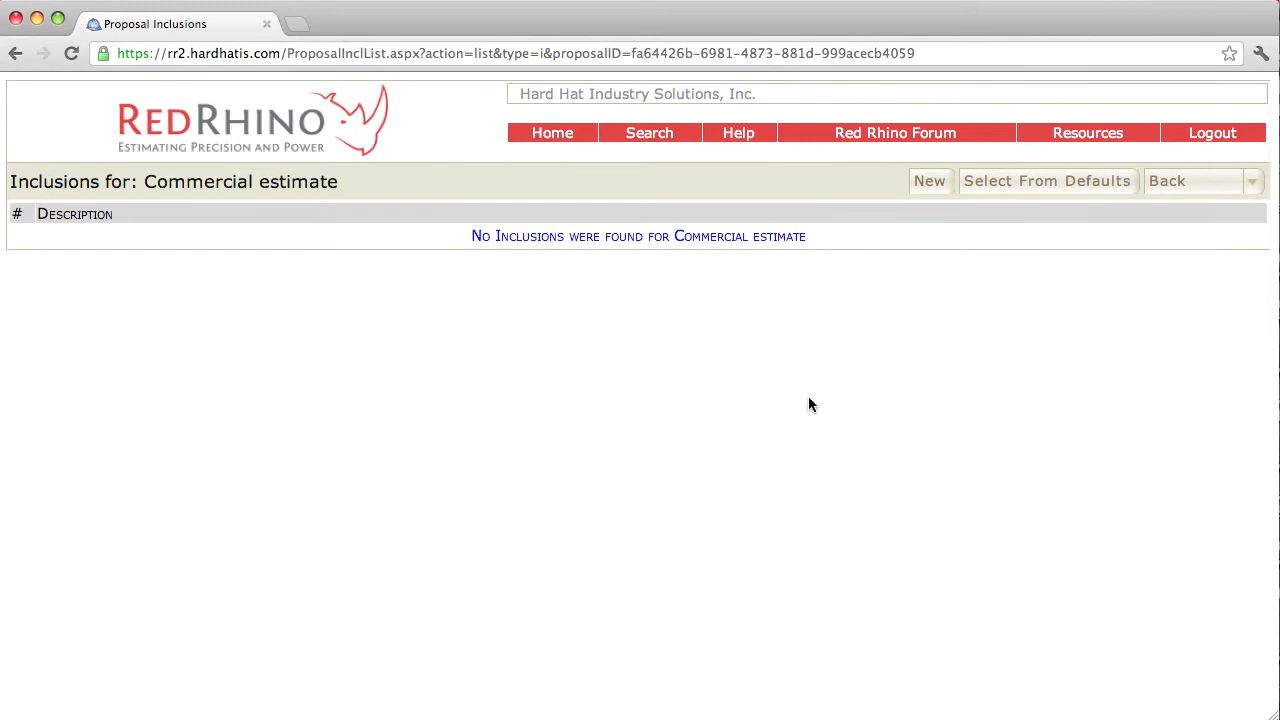 Proposal Inclusions
https://rr2.hardhatis.com/ProposalInclList.aspx?action=list&type=i&proposalID=fa64426b-6981-4873-881d-999acecb4059
REDRHINO
ESTIMATING PRECISION AND POWER
Hard Hat Industry Solutions, Inc.
Home Search Help Red Rhino Forum Resources Logout
Inclusions for: Commercial estimate
New Select From Defaults Back
# DESCRIPTION
NO INCLUSIONS WERE FOUND FOR COMMERCIAL ESTIMATE